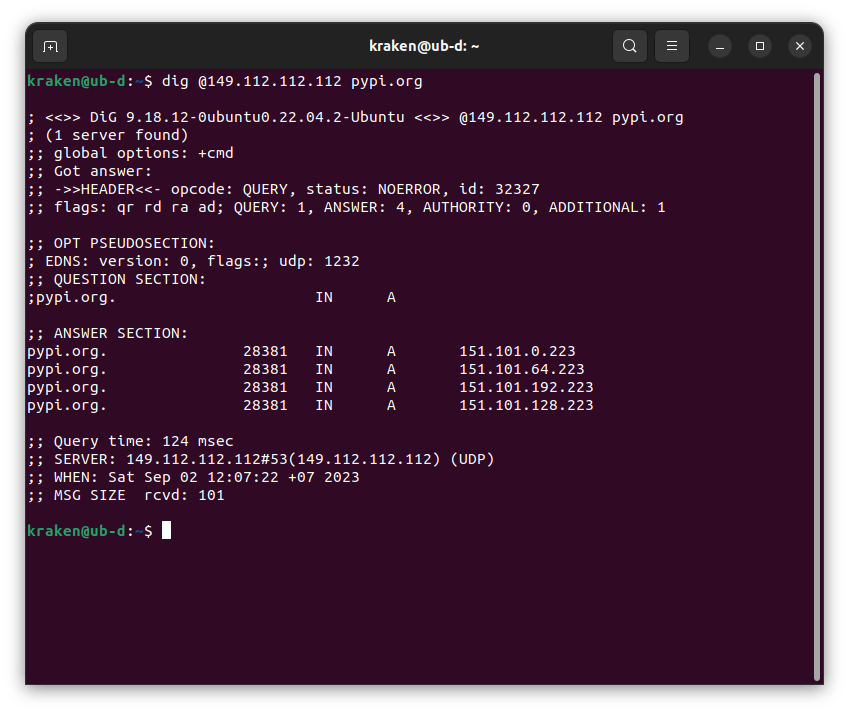 kraken@ub-d: ~
kraken@ub-d:~$ dig @149.112.112.112 pypi.org
; <<>> DiG 9.18.12-0ubuntu0.22.04.2-Ubuntu <<>> @149.112.112.112 pypi.org
; (1 server found)
;; global options: +cmd
;; Got answer:
;; ->>HEADER<<- opcode: QUERY, status: NOERROR, id: 32327
;; flags: qr rd ra ad; QUERY: 1, ANSWER: 4, AUTHORITY: 0, ADDITIONAL: 1
;; OPT PSEUDOSECTION:
; EDNS: version: 0, flags:; udp: 1232
;; QUESTION SECTION:
;pypi.org. IN A
;; ANSWER SECTION:
pypi.org. 28381 IN A 151.101.0.223
pypi.org. 28381 IN A 151.101.64.223
pypi.org. 28381 IN A 151.101.192.223
pypi.org. 28381 IN A 151.101.128.223
;; Query time: 124 msec
;; SERVER: 149.112.112.112#53(149.112.112.112) (UDP)
;; WHEN: Sat Sep 02 12:07:22 +07 2023
;; MSG SIZE  rcvd: 101
kraken@ub-d:~$